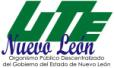 UTE
Nuevo León
Organismo Público Descentralizado
del Gobierno del Estado de Nuevo León